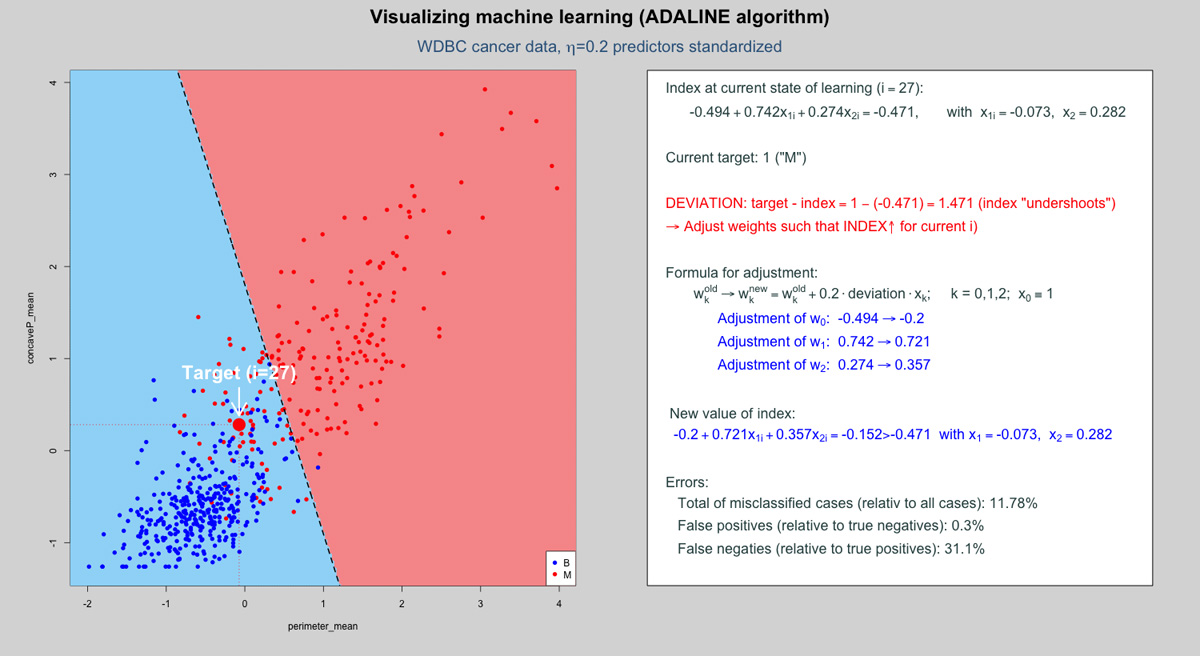 Visualizing machine learning (ADALINE algorithm)
WDBC cancer data, η=0.2 predictors standardized
concaveP_mean
4
3
2
1
0
-1
Target (i=27)
B
M
-2 -1 0 1 2 3 4
perimeter_mean
Index at current state of learning (i = 27):
-0.494 + 0.742x1i + 0.274x2i = -0.471, with x1i = -0.073, x2 = 0.282
Current target: 1 ("M")
DEVIATION: target - index = 1 − (-0.471) = 1.471 (index "undershoots")
→ Adjust weights such that INDEX↑ for current i)
Formula for adjustment:
wk^old → wk^new = wk^old + 0.2 · deviation · xk; k = 0,1,2; x0 ≡ 1
Adjustment of w0: -0.494 → -0.2
Adjustment of w1: 0.742 → 0.721
Adjustment of w2: 0.274 → 0.357
New value of index:
-0.2 + 0.721x1i + 0.357x2i = -0.152>-0.471 with x1 = -0.073, x2 = 0.282
Errors:
Total of misclassified cases (relativ to all cases): 11.78%
False positives (relative to true negatives): 0.3%
False negaties (relative to true positives): 31.1%